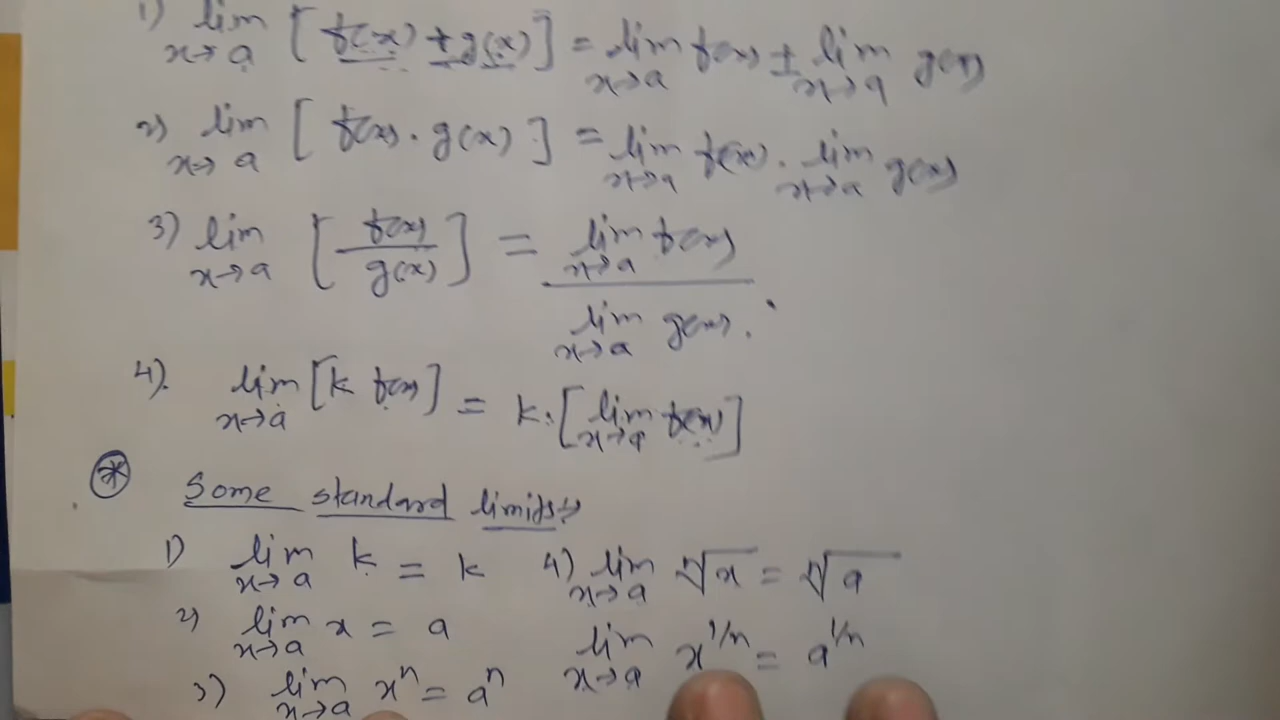 1) lim x→a [f(x) ± g(x)] = lim x→a f(x) ± lim x→a g(x)
2) lim x→a [f(x) . g(x)] = lim x→a f(x) . lim x→a g(x)
3) lim x→a [f(x) / g(x)] = lim x→a f(x) / lim x→a g(x).
4). lim x→a [k f(x)] = k. [lim x→a f(x)]
* Some standard limits:→
1) lim x→a k = k
2) lim x→a x = a
3) lim x→a xⁿ = aⁿ
4) lim x→a ⁿ√x = ⁿ√a
lim x→a x^1/n = a^1/n